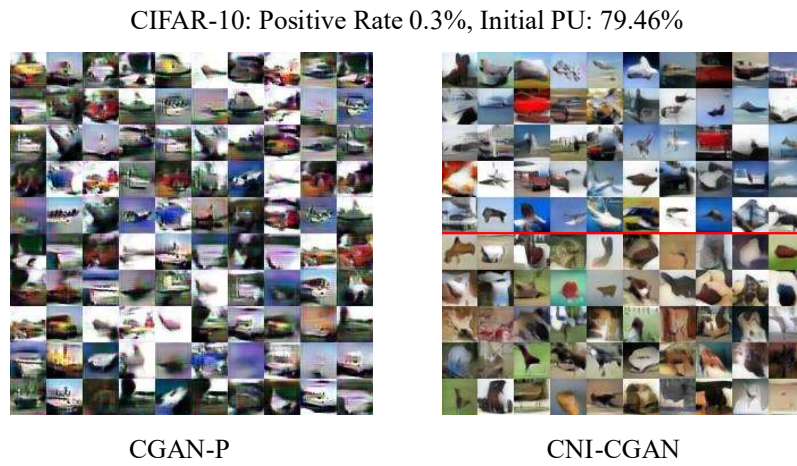 CIFAR-10: Positive Rate 0.3%, Initial PU: 79.46%
CGAN-P
CNI-CGAN